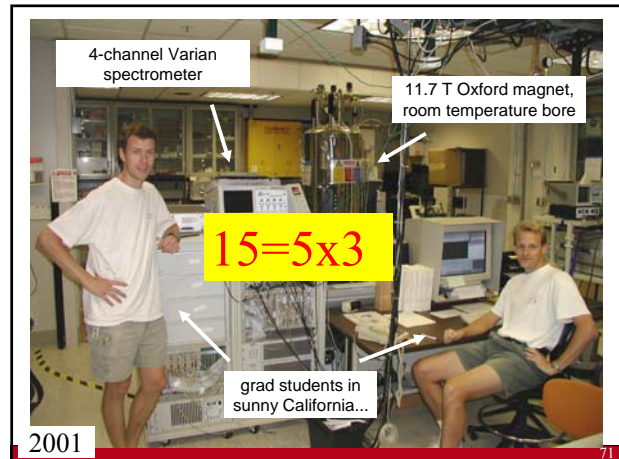 4-channel Varian
spectrometer
11.7 T Oxford magnet,
room temperature bore
15=5x3
grad students in
sunny California...
2001
71